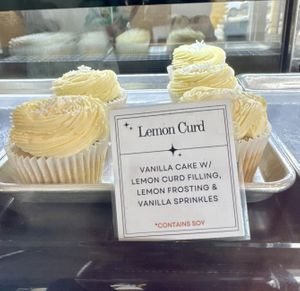 Lemon Curd
VANILLA CAKE W/
LEMON CURD FILLING,
LEMON FROSTING &
VANILLA SPRINKLES
*CONTAINS SOY